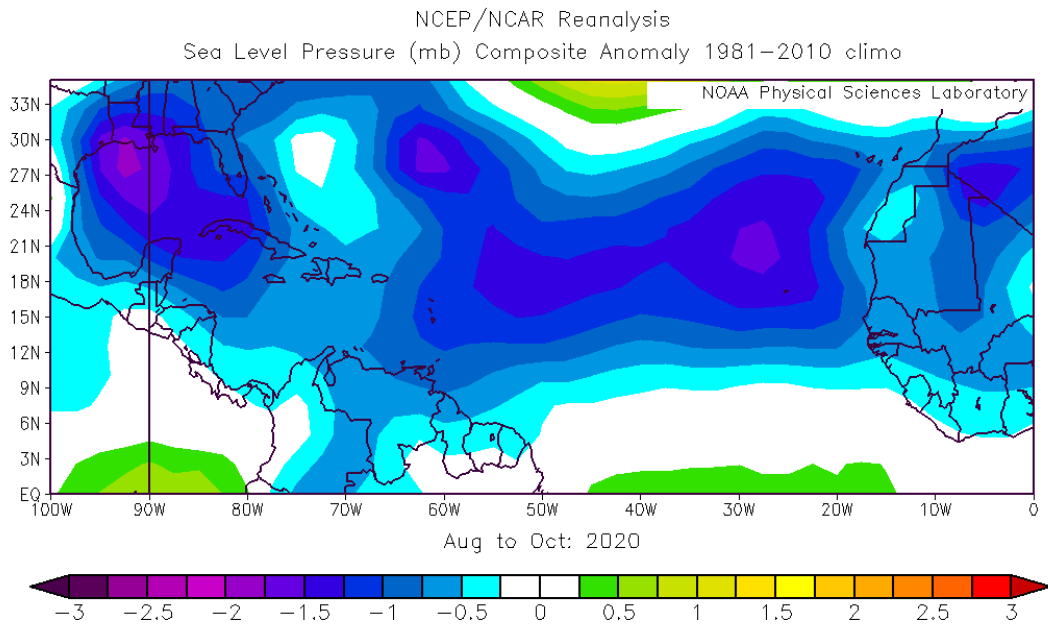 NCEP/NCAR Reanalysis
Sea Level Pressure (mb) Composite Anomaly 1981-2010 climo
NOAA Physical Sciences Laboratory
33N
30N
27N
24N
21N
18N
15N
12N
9N
6N
3N
EQ
100W 90W 80W 70W 60W 50W 40W 30W 20W 10W 0
Aug to Oct: 2020
-3 -2.5 -2 -1.5 -1 -0.5 0 0.5 1 1.5 2 2.5 3